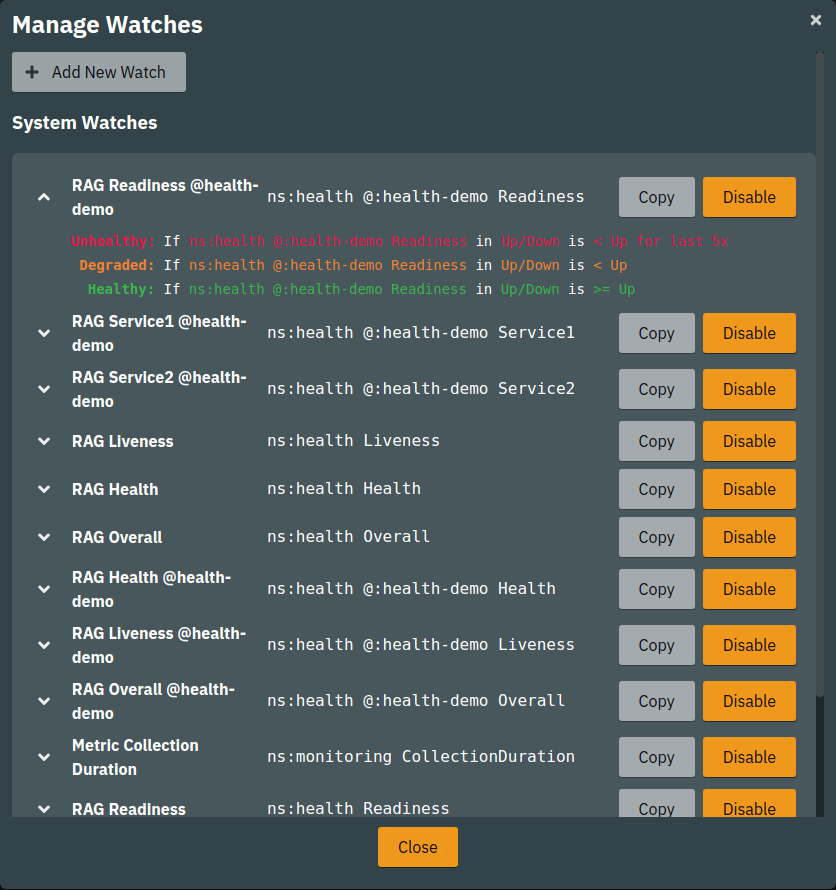 Manage Watches
×
+ Add New Watch
System Watches
RAG Readiness @health-
demo
ns:health @:health-demo Readiness
Copy
Disable
Unhealthy: If ns:health @:health-demo Readiness in Up/Down is < Up for last 5x
Degraded: If ns:health @:health-demo Readiness in Up/Down is < Up
Healthy: If ns:health @:health-demo Readiness in Up/Down is >= Up
RAG Service1 @health-
demo
ns:health @:health-demo Service1
Copy
Disable
RAG Service2 @health-
demo
ns:health @:health-demo Service2
Copy
Disable
RAG Liveness
ns:health Liveness
Copy
Disable
RAG Health
ns:health Health
Copy
Disable
RAG Overall
ns:health Overall
Copy
Disable
RAG Health @health-
demo
ns:health @:health-demo Health
Copy
Disable
RAG Liveness @health-
demo
ns:health @:health-demo Liveness
Copy
Disable
RAG Overall @health-
demo
ns:health @:health-demo Overall
Copy
Disable
Metric Collection
Duration
ns:monitoring CollectionDuration
Copy
Disable
RAG Readiness
ns:health Readiness
Copy
Disable
Close